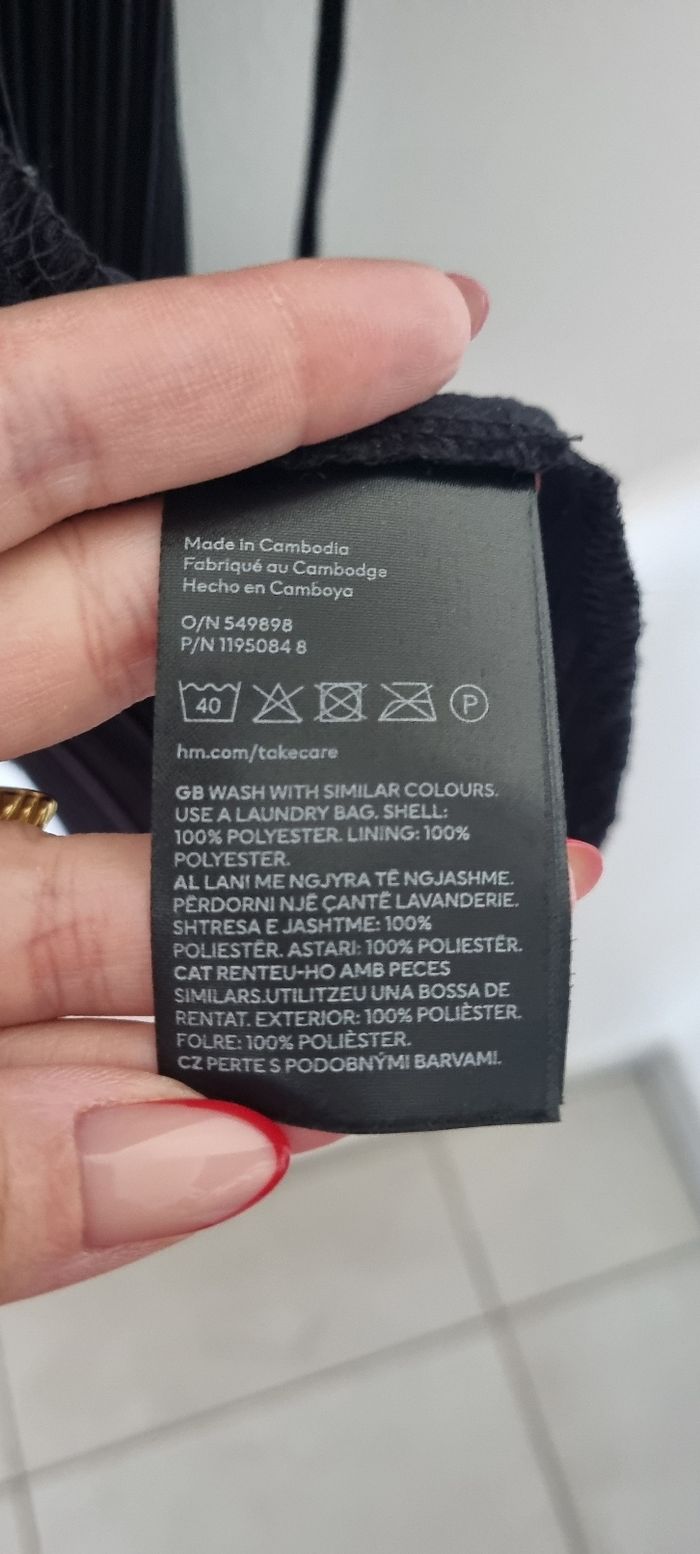 Made in Cambodia
Fabriqué au Cambodge
Hecho en Camboya
O/N 549898
P/N 1195084 8
40 P
hm.com/takecare
GB WASH WITH SIMILAR COLOURS.
USE A LAUNDRY BAG. SHELL:
100% POLYESTER. LINING: 100%
POLYESTER.
AL LANI ME NGJYRA TË NGJASHME.
PËRDORNI NJË ÇANTË LAVANDERIE.
SHTRESA E JASHTME: 100%
POLIESTËR. ASTARI: 100% POLIESTËR.
CAT RENTEU-HO AMB PECES
SIMILARS.UTILITZEU UNA BOSSA DE
RENTAT. EXTERIOR: 100% POLIÈSTER.
FOLRE: 100% POLIÈSTER.
CZ PERTE S PODOBNÝMI BARVAMI.